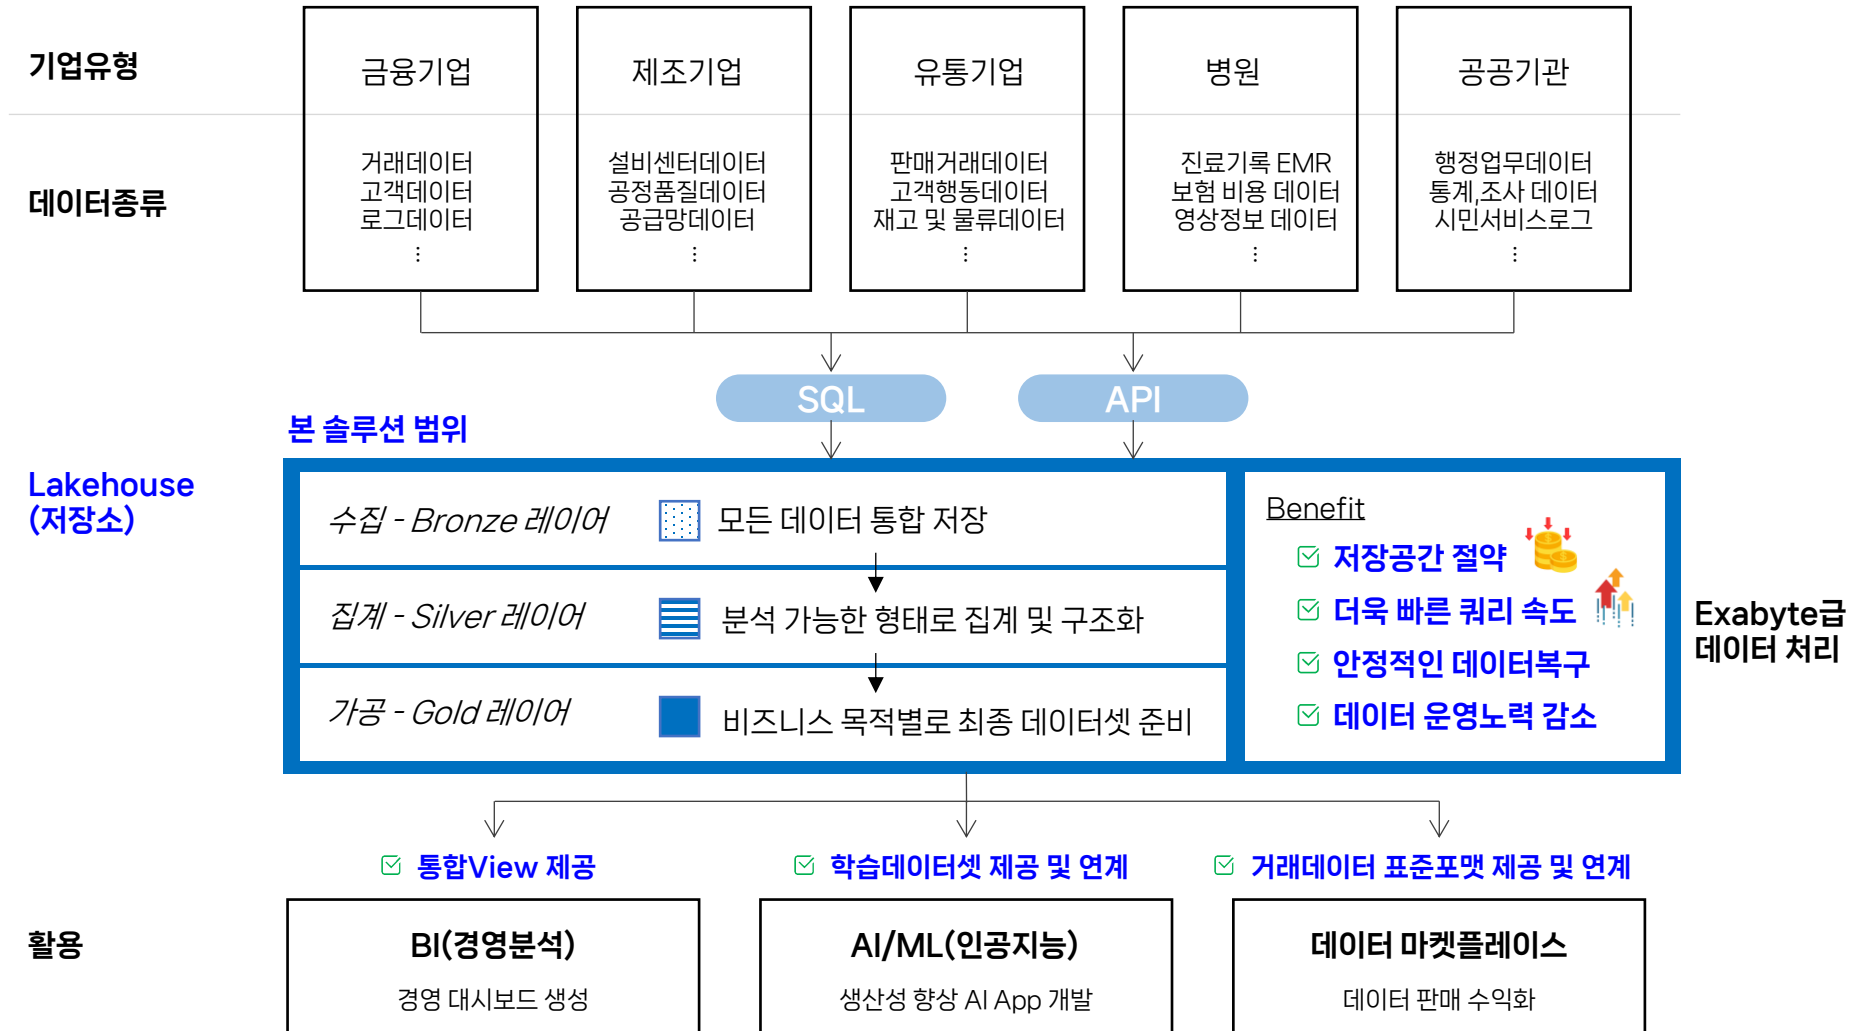 기업유형
금융기업
제조기업
유통기업
병원
공공기관
데이터종류
거래데이터
고객데이터
로그데이터
⋮
설비센터데이터
공정품질데이터
공급망데이터
⋮
판매거래데이터
고객행동데이터
재고 및 물류데이터
⋮
진료기록 EMR
보험 비용 데이터
영상정보 데이터
⋮
행정업무데이터
통계,조사 데이터
시민서비스로그
⋮
SQL
API
본 솔루션 범위
Lakehouse
(저장소)
수집 - Bronze 레이어
모든 데이터 통합 저장
집계 - Silver 레이어
분석 가능한 형태로 집계 및 구조화
가공 - Gold 레이어
비즈니스 목적별로 최종 데이터셋 준비
Benefit
저장공간 절약
더욱 빠른 쿼리 속도
안정적인 데이터복구
데이터 운영노력 감소
Exabyte급
데이터 처리
통합View 제공
학습데이터셋 제공 및 연계
거래데이터 표준포맷 제공 및 연계
활용
BI(경영분석)
경영 대시보드 생성
AI/ML(인공지능)
생산성 향상 AI App 개발
데이터 마켓플레이스
데이터 판매 수익화